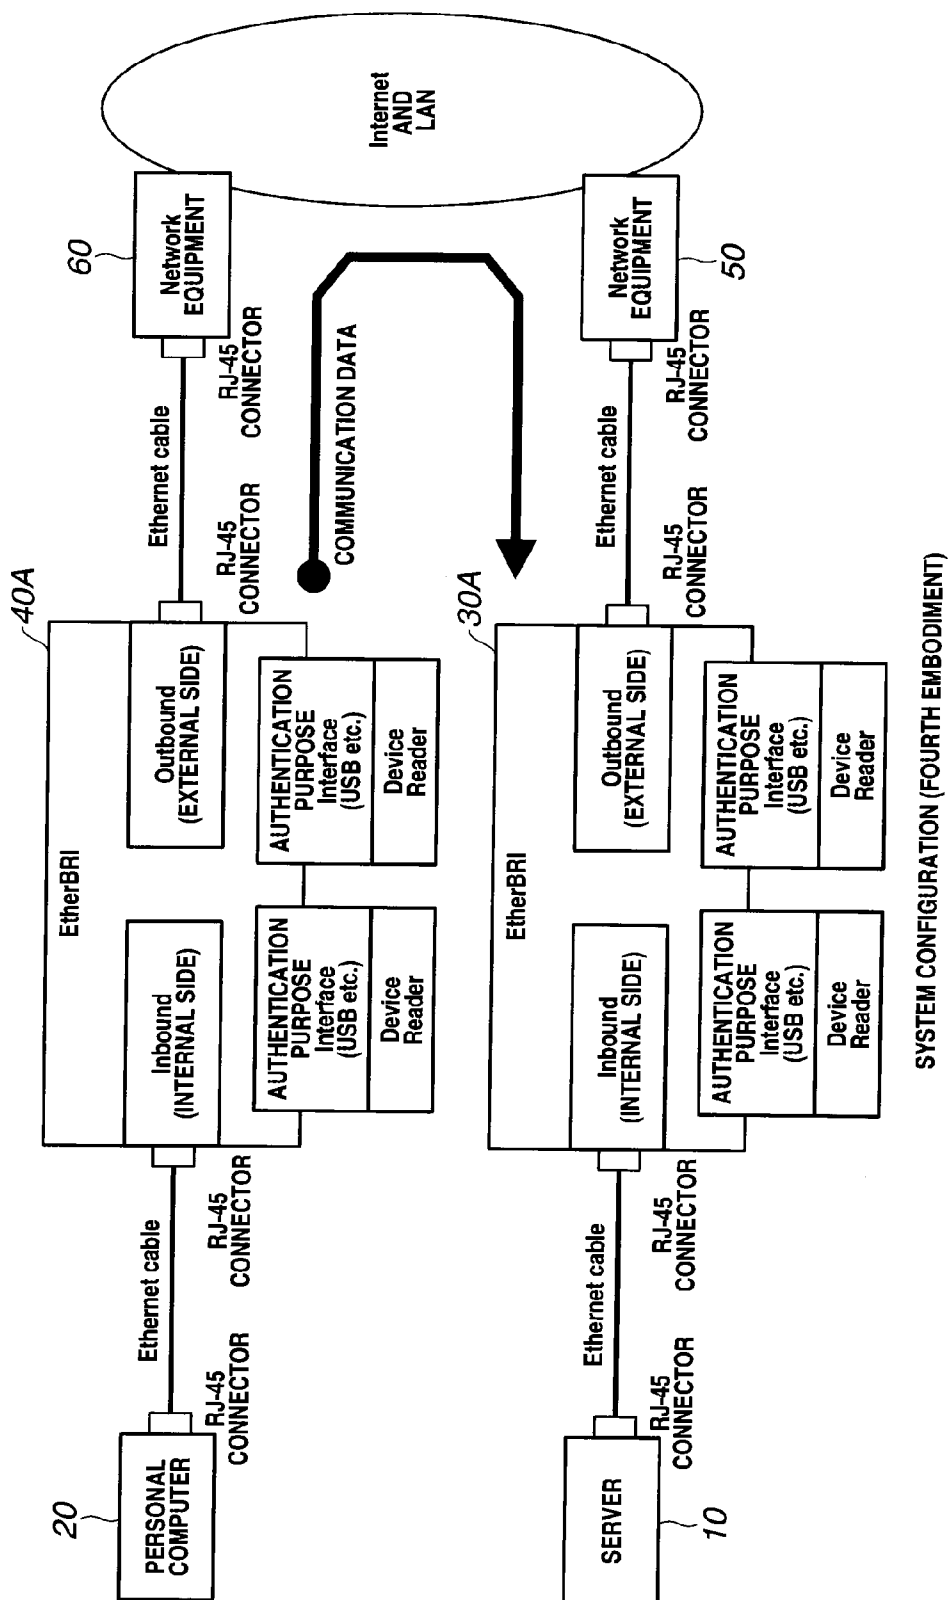 20
PERSONAL
COMPUTER
RJ-45
CONNECTOR
Ethernet cable
RJ-45
CONNECTOR
40A
EtherBRI
Inbound
(INTERNAL SIDE)
Outbound
(EXTERNAL SIDE)
AUTHENTICATION
PURPOSE
Interface
(USB etc.)
Device
Reader
AUTHENTICATION
PURPOSE
Interface
(USB etc.)
Device
Reader
RJ-45
CONNECTOR
Ethernet cable
RJ-45
CONNECTOR
60
Network
EQUIPMENT
Internet
AND
LAN
COMMUNICATION DATA
SERVER
10
RJ-45
CONNECTOR
Ethernet cable
RJ-45
CONNECTOR
30A
EtherBRI
Inbound
(INTERNAL SIDE)
Outbound
(EXTERNAL SIDE)
AUTHENTICATION
PURPOSE
Interface
(USB etc.)
Device
Reader
AUTHENTICATION
PURPOSE
Interface
(USB etc.)
Device
Reader
RJ-45
CONNECTOR
Ethernet cable
RJ-45
CONNECTOR
Network
EQUIPMENT
50
SYSTEM CONFIGURATION (FOURTH EMBODIMENT)